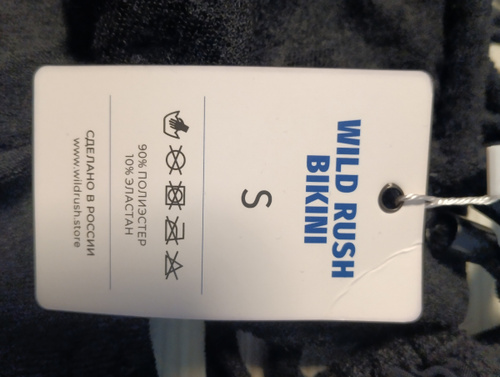 WILD RUSH
BIKINI
S
90% ПОЛИЭСТЕР
10% ЭЛАСТАН
СДЕЛАНО В РОССИИ
www.wildrush.store